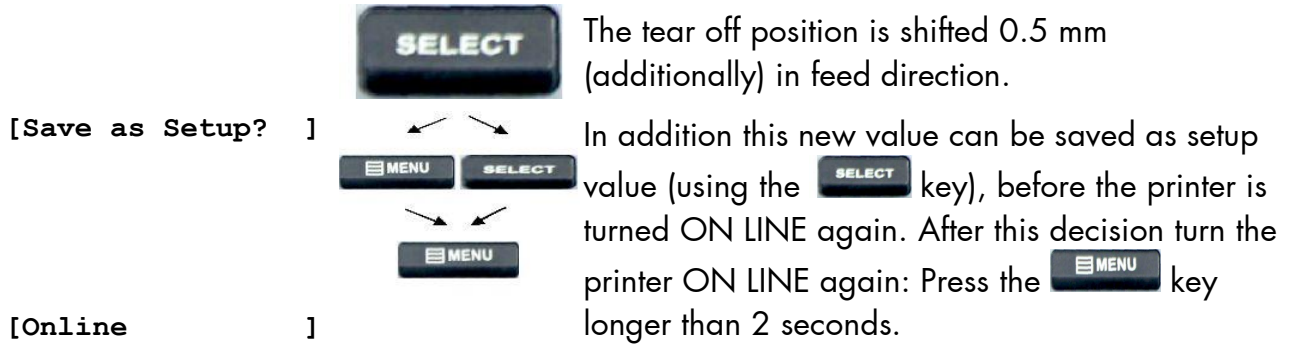 SELECT
The tear off position is shifted 0.5 mm
(additionally) in feed direction.
[Save as Setup?  ]
MENU SELECT
MENU
In addition this new value can be saved as setup
value (using the SELECT key), before the printer is
turned ON LINE again. After this decision turn the
printer ON LINE again: Press the MENU key
longer than 2 seconds.
[Online          ]